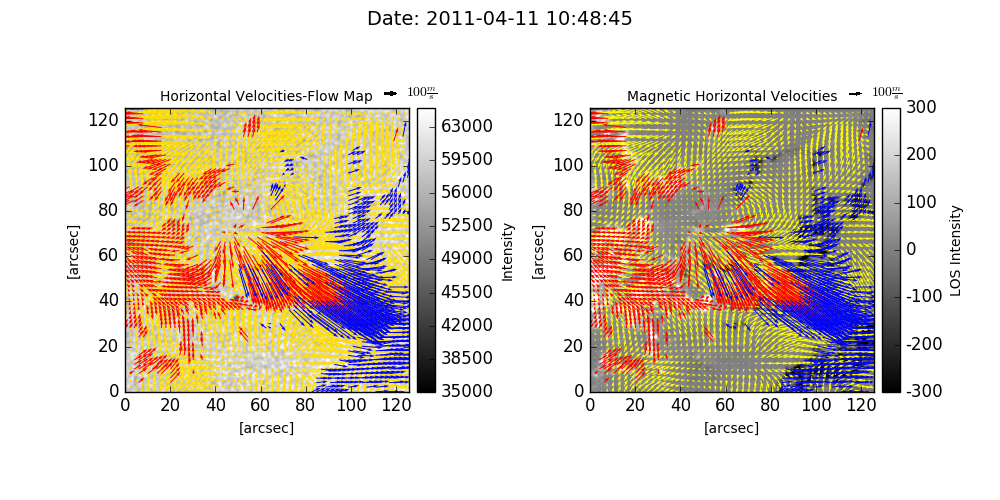 Date: 2011-04-11 10:48:45
Horizontal Velocities-Flow Map
100 m/s
Magnetic Horizontal Velocities
100 m/s
120
100
80
60
40
20
0
[arcsec]
0 20 40 60 80 100 120
[arcsec]
63000
59500
56000
52500
49000
45500
42000
38500
35000
Intensity
120
100
80
60
40
20
0
[arcsec]
0 20 40 60 80 100 120
[arcsec]
300
200
100
0
-100
-200
-300
LOS Intensity